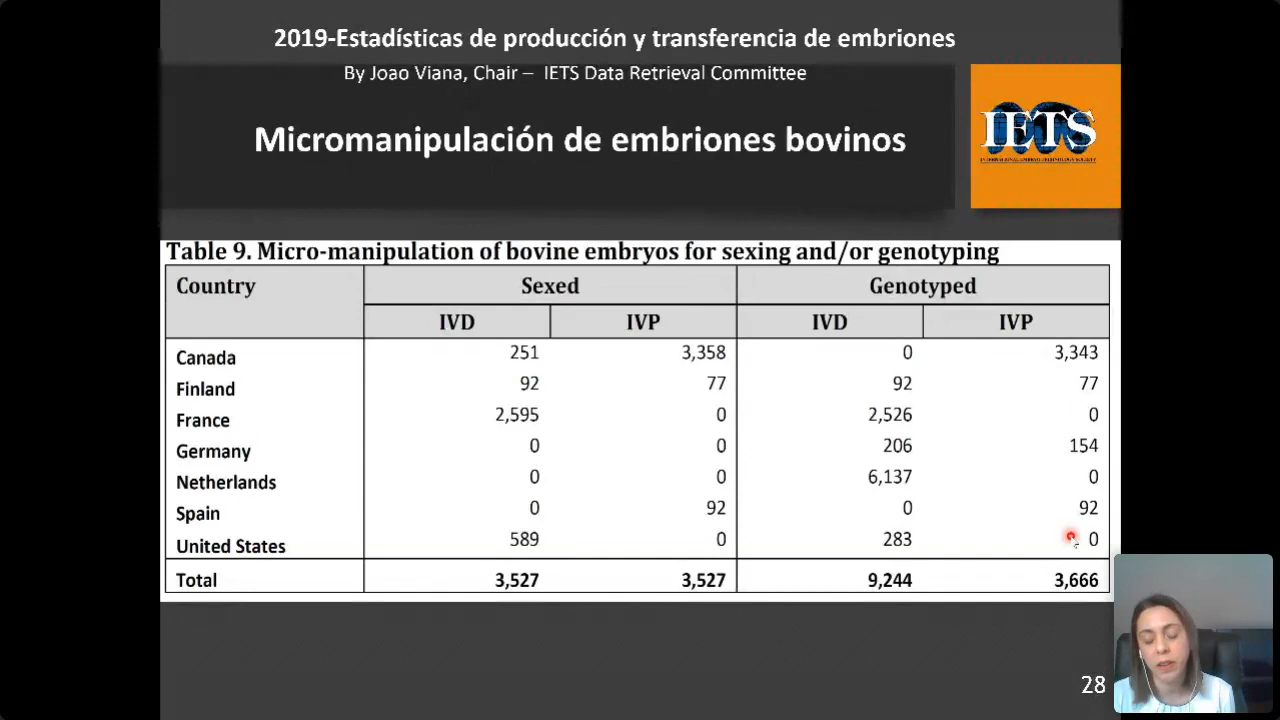 2019-Estadísticas de producción y transferencia de embriones
By Joao Viana, Chair – IETS Data Retrieval Committee
Micromanipulación de embriones bovinos
IETS
INTERNATIONAL EMBRYO TECHNOLOGY SOCIETY
Table 9. Micro-manipulation of bovine embryos for sexing and/or genotyping
Country Sexed Genotyped
IVD IVP IVD IVP
Canada 251 3,358 0 3,343
Finland 92 77 92 77
France 2,595 0 2,526 0
Germany 0 0 206 154
Netherlands 0 0 6,137 0
Spain 0 92 0 92
United States 589 0 283 0
Total 3,527 3,527 9,244 3,666
28